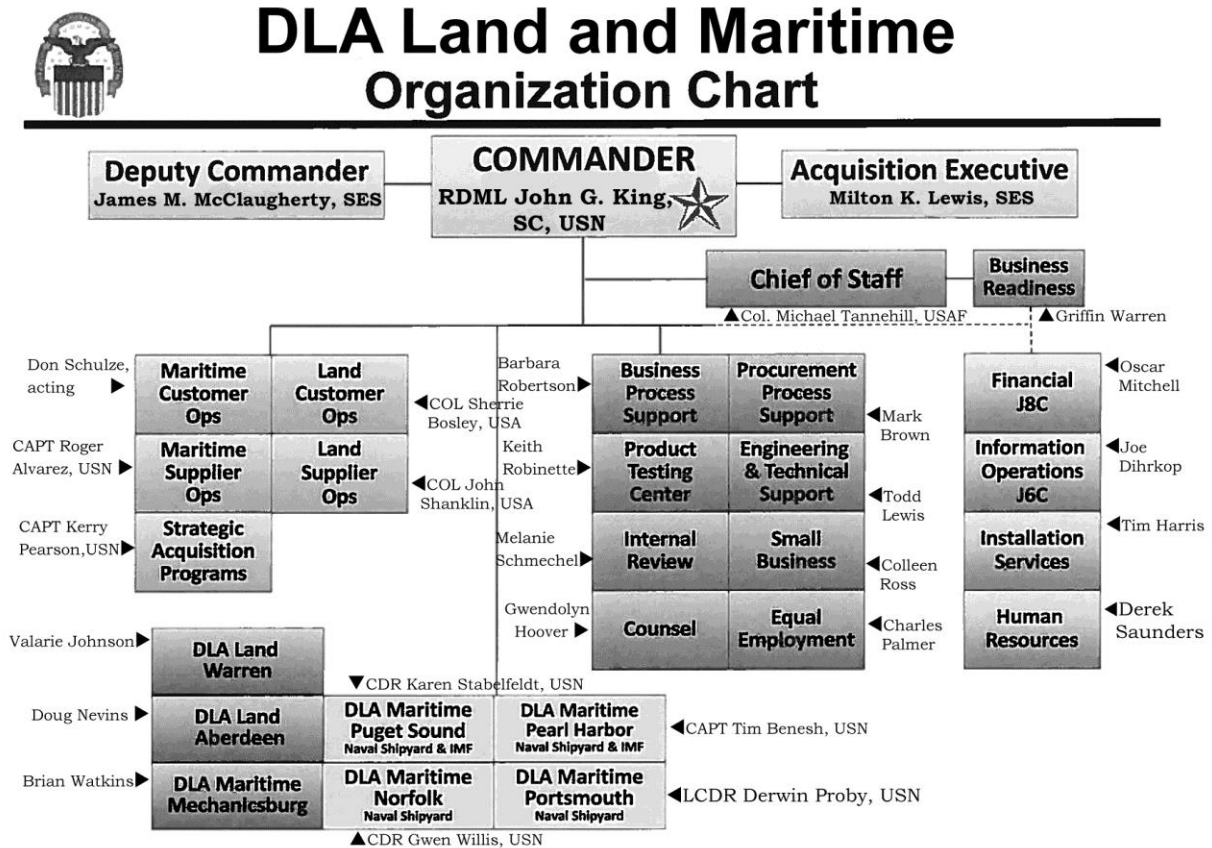 DLA Land and Maritime
Organization Chart
Deputy Commander
James M. McClaugherty, SES
COMMANDER
RDML John G. King,
SC, USN
Acquisition Executive
Milton K. Lewis, SES
Chief of Staff
▲Col. Michael Tannehill, USAF
Business
Readiness
▲Griffin Warren
Don Schulze,
acting ▶
Maritime
Customer
Ops
Land
Customer
Ops
◀COL Sherrie
Bosley, USA
CAPT Roger
Alvarez, USN▶
Maritime
Supplier
Ops
Land
Supplier
Ops
◀COL John
Shanklin, USA
CAPT Kerry
Pearson,USN▶
Strategic
Acquisition
Programs
Barbara
Robertson▶
Business
Process
Support
Procurement
Process
Support
◀Mark
Brown
Keith
Robinette▶
Product
Testing
Center
Engineering
& Technical
Support
◀Todd
Lewis
Melanie
Schmechel▶
Internal
Review
Small
Business
◀Colleen
Ross
Gwendolyn
Hoover ▶
Counsel
Equal
Employment
◀Charles
Palmer
Financial
J8C
◀Oscar
Mitchell
Information
Operations
J6C
◀Joe
Dihrkop
Installation
Services
◀Tim Harris
Human
Resources
◀Derek
Saunders
Valarie Johnson▶
DLA Land
Warren
Doug Nevins ▶
DLA Land
Aberdeen
Brian Watkins▶
DLA Maritime
Mechanicsburg
▼CDR Karen Stabelfeldt, USN
DLA Maritime
Puget Sound
Naval Shipyard & IMF
DLA Maritime
Pearl Harbor
Naval Shipyard & IMF
◀CAPT Tim Benesh, USN
DLA Maritime
Norfolk
Naval Shipyard
DLA Maritime
Portsmouth
Naval Shipyard
◀LCDR Derwin Proby, USN
▲CDR Gwen Willis, USN